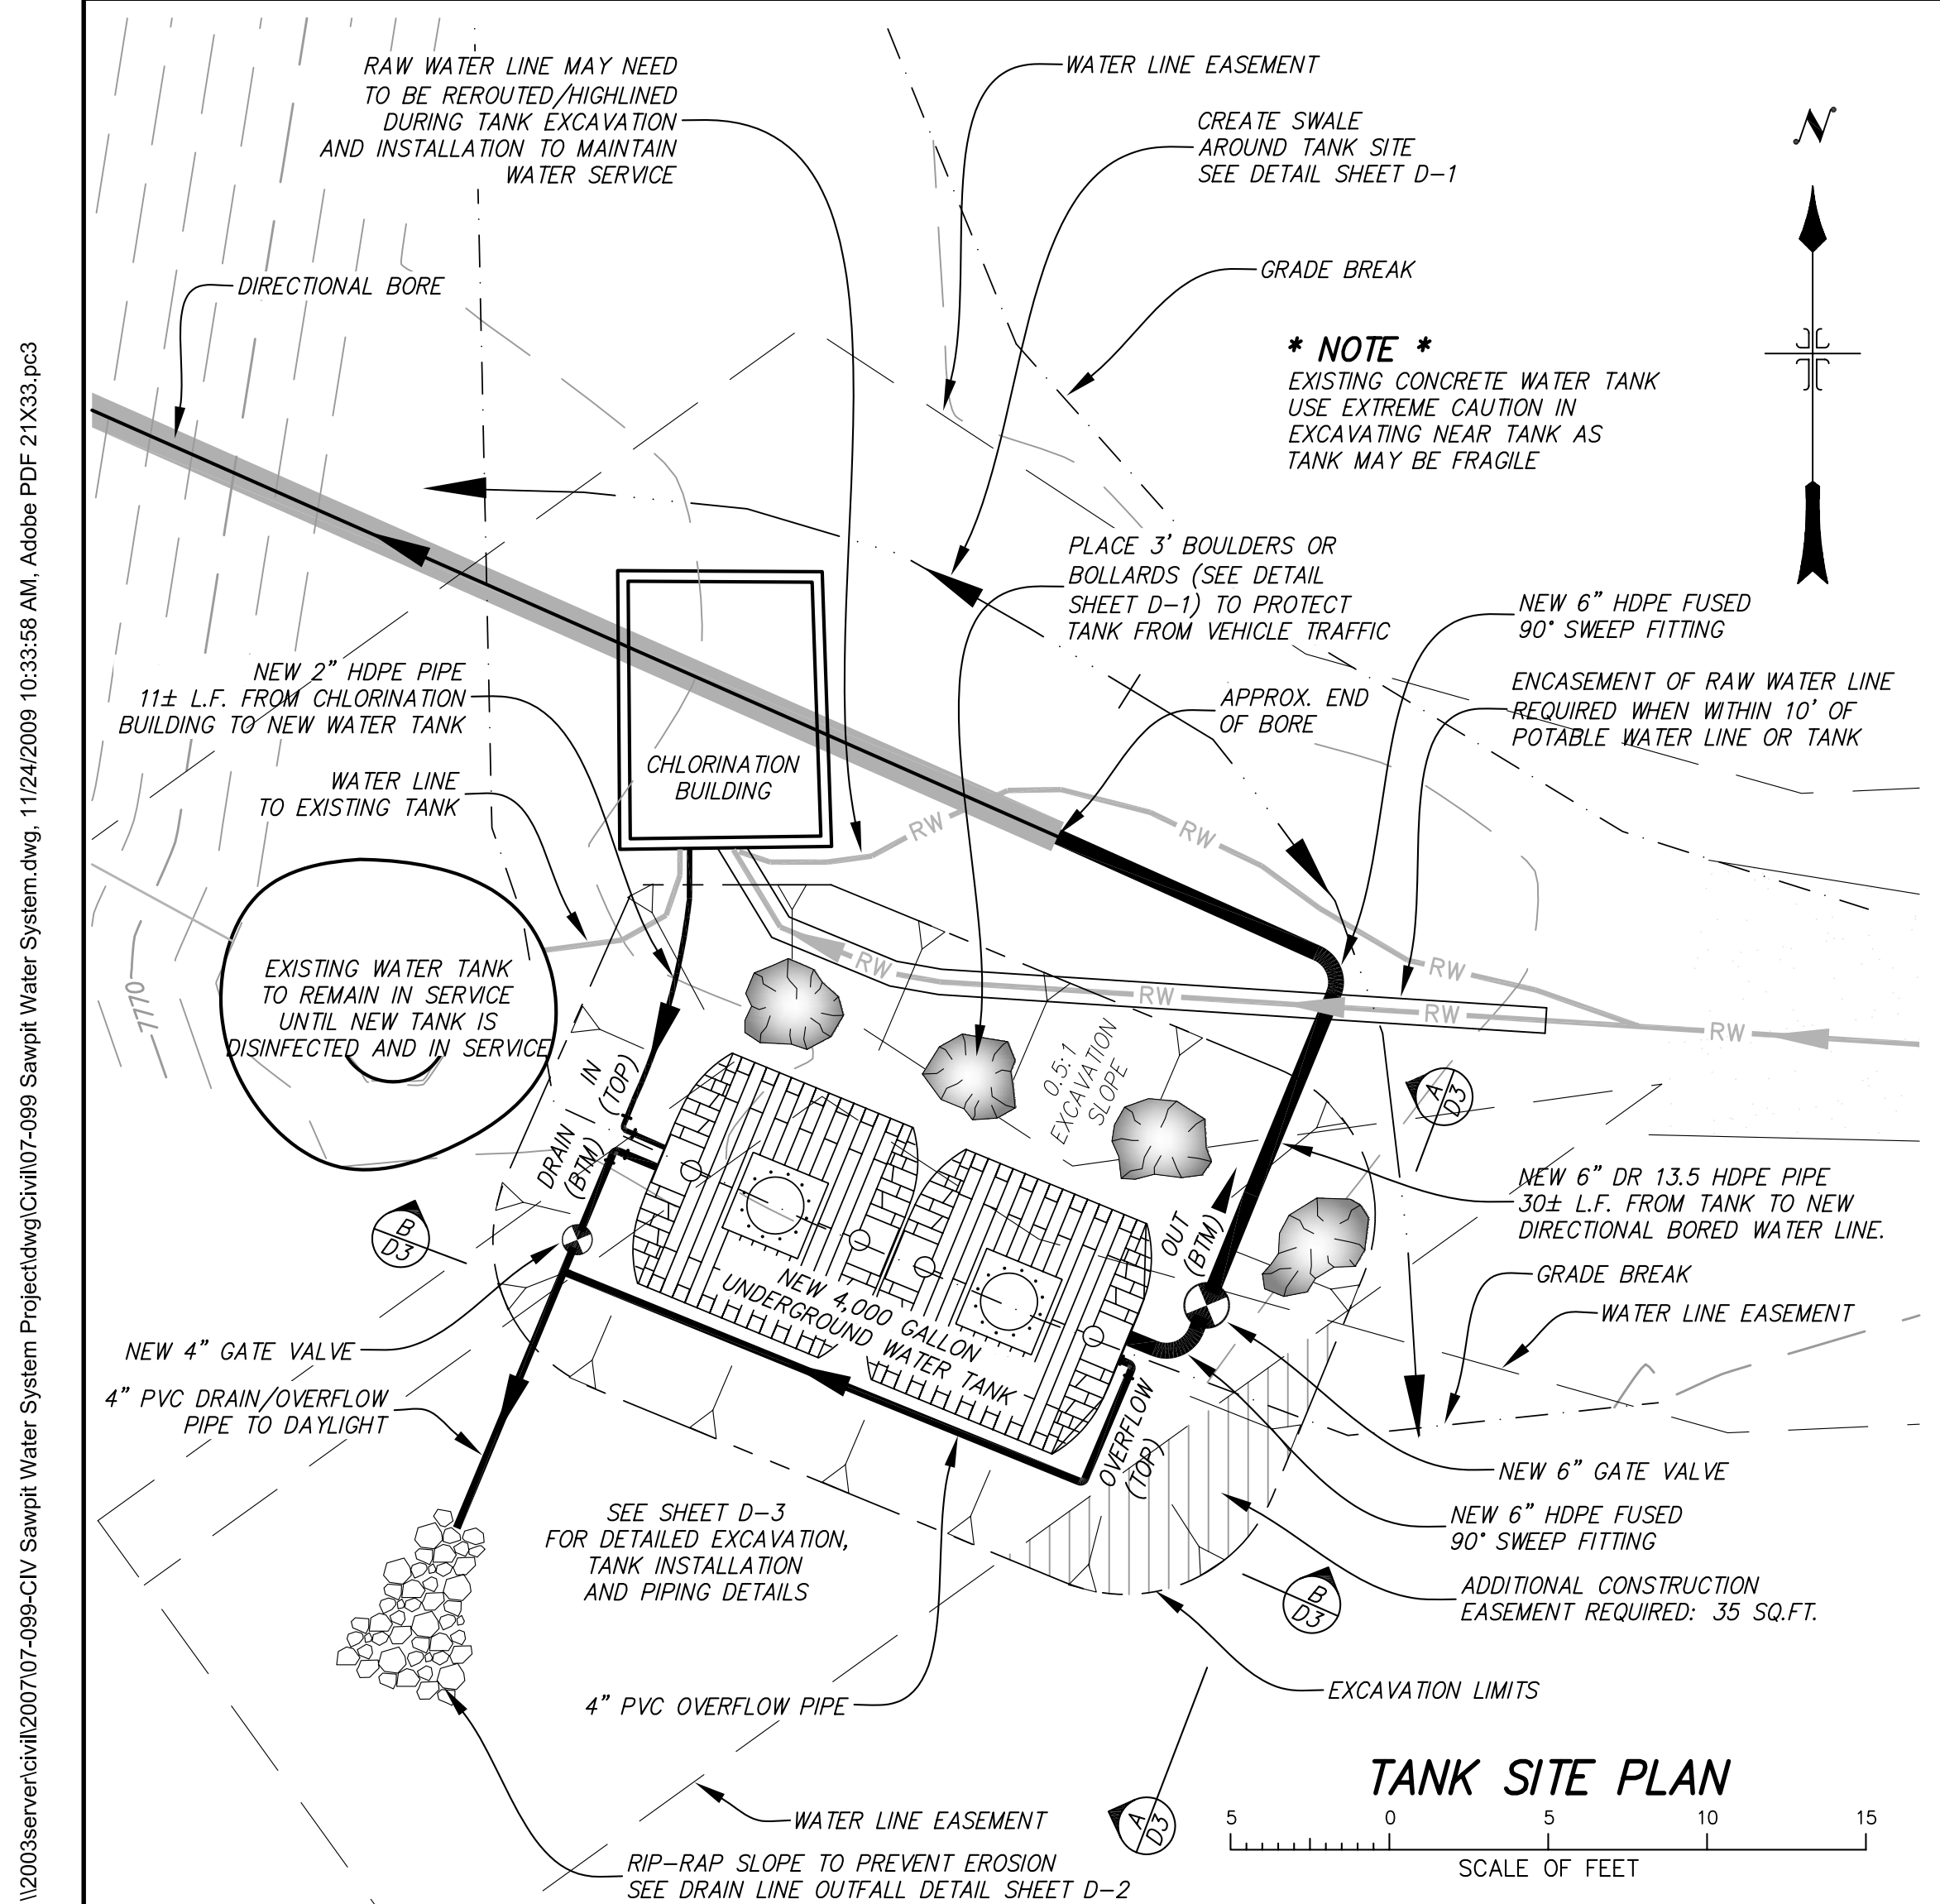 RAW WATER LINE MAY NEED
TO BE REROUTED/HIGHLINED
DURING TANK EXCAVATION
AND INSTALLATION TO MAINTAIN
WATER SERVICE
WATER LINE EASEMENT
CREATE SWALE
AROUND TANK SITE
SEE DETAIL SHEET D-1
N
DIRECTIONAL BORE
GRADE BREAK
* NOTE *
EXISTING CONCRETE WATER TANK
USE EXTREME CAUTION IN
EXCAVATING NEAR TANK AS
TANK MAY BE FRAGILE
PLACE 3' BOULDERS OR
BOLLARDS (SEE DETAIL
SHEET D-1) TO PROTECT
TANK FROM VEHICLE TRAFFIC
NEW 6" HDPE FUSED
90° SWEEP FITTING
NEW 2" HDPE PIPE
11± L.F. FROM CHLORINATION
BUILDING TO NEW WATER TANK
APPROX. END
OF BORE
ENCASEMENT OF RAW WATER LINE
REQUIRED WHEN WITHIN 10' OF
POTABLE WATER LINE OR TANK
CHLORINATION
BUILDING
WATER LINE
TO EXISTING TANK
RW
RW
RW
RW
RW
RW
RW
EXISTING WATER TANK
TO REMAIN IN SERVICE
UNTIL NEW TANK IS
DISINFECTED AND IN SERVICE
7770
IN
(TOP)
DRAIN
(BTM)
0.5:1
EXCAVATION
SLOPE
A
D3
NEW 6" DR 13.5 HDPE PIPE
30± L.F. FROM TANK TO NEW
DIRECTIONAL BORED WATER LINE.
B
D3
OUT
(BTM)
NEW 4,000 GALLON
UNDERGROUND WATER TANK
GRADE BREAK
WATER LINE EASEMENT
NEW 4" GATE VALVE
4" PVC DRAIN/OVERFLOW
PIPE TO DAYLIGHT
OVERFLOW
(TOP)
NEW 6" GATE VALVE
SEE SHEET D-3
FOR DETAILED EXCAVATION,
TANK INSTALLATION
AND PIPING DETAILS
NEW 6" HDPE FUSED
90° SWEEP FITTING
ADDITIONAL CONSTRUCTION
EASEMENT REQUIRED: 35 SQ.FT.
B
D3
4" PVC OVERFLOW PIPE
EXCAVATION LIMITS
WATER LINE EASEMENT
A
D3
RIP-RAP SLOPE TO PREVENT EROSION
SEE DRAIN LINE OUTFALL DETAIL SHEET D-2
TANK SITE PLAN
5 0 5 10 15
SCALE OF FEET
\\2003server\civil\2007\07-099-CIV Sawpit Water System Project\dwg\Civil\07-099 Sawpit Water System.dwg, 11/24/2009 10:33:58 AM, Adobe PDF 21X33.pc3